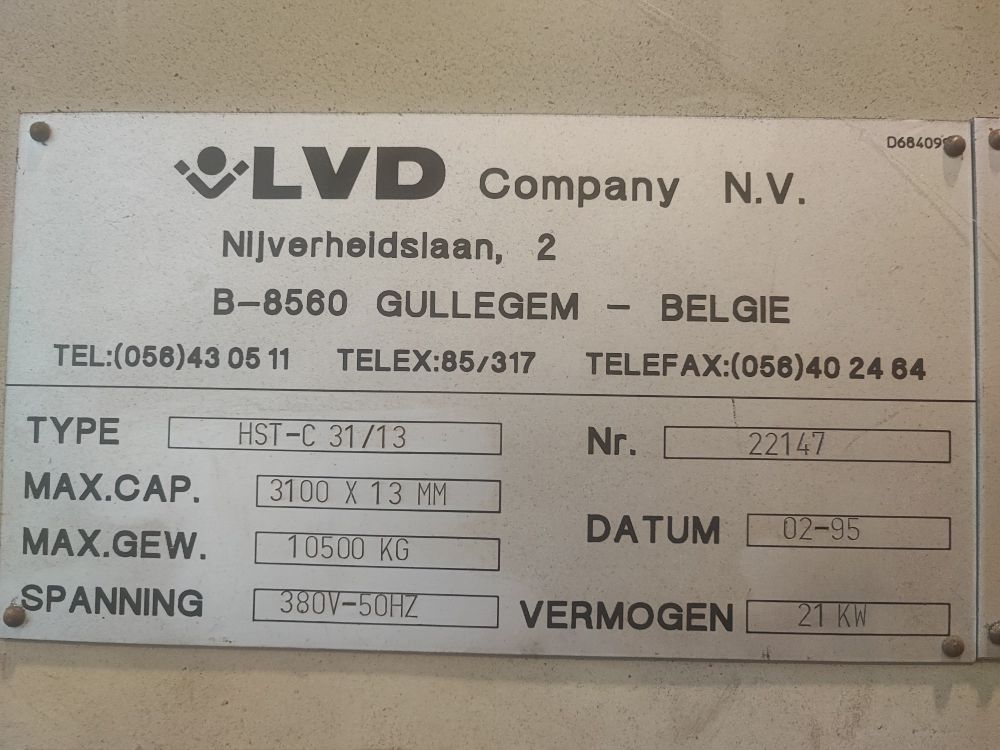 D68409
LVD Company N.V.
Nijverheidslaan, 2
B-8560 GULLEGEM - BELGIE
TEL:(056)43 05 11 TELEX:85/317 TELEFAX:(056)40 24 64
TYPE HST-C 31/13 Nr. 22147
MAX.CAP. 3100 X 13 MM
MAX.GEW. 10500 KG DATUM 02-95
SPANNING 380V-50HZ VERMOGEN 21 KW